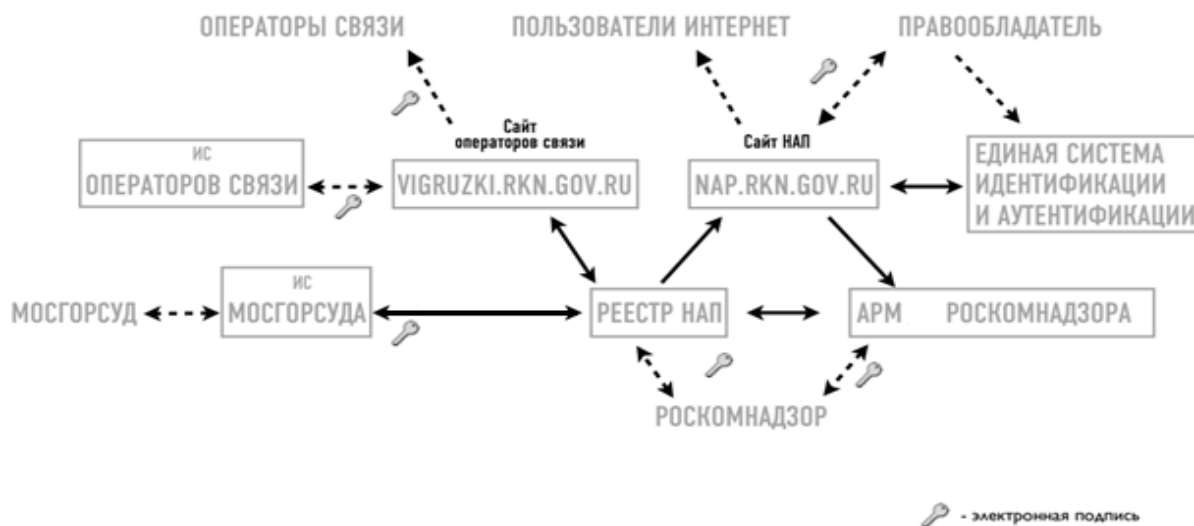 ОПЕРАТОРЫ СВЯЗИ
ПОЛЬЗОВАТЕЛИ ИНТЕРНЕТ
ПРАВООБЛАДАТЕЛЬ
Сайт
операторов связи
Сайт НАП
ИС
ОПЕРАТОРОВ СВЯЗИ
VIGRUZKI.RKN.GOV.RU
NAP.RKN.GOV.RU
ЕДИНАЯ СИСТЕМА
ИДЕНТИФИКАЦИИ
И АУТЕНТИФИКАЦИИ
МОСГОРСУД
ИС
МОСГОРСУДА
РЕЕСТР НАП
АРМ РОСКОМНАДЗОРА
РОСКОМНАДЗОР
- электронная подпись